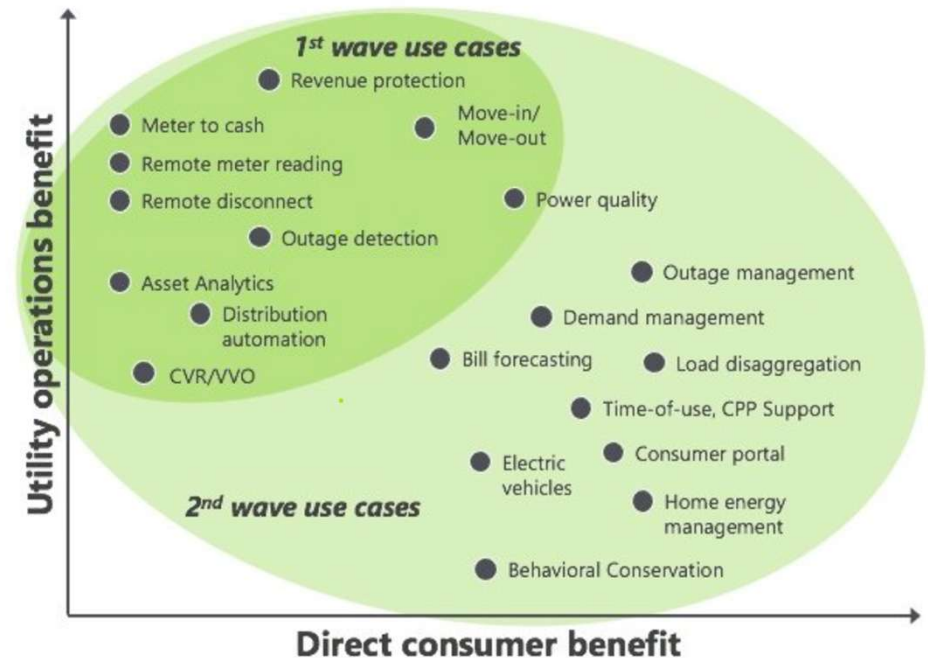 1st wave use cases
Revenue protection
Move-in/
Move-out
Meter to cash
Remote meter reading
Remote disconnect
Power quality
Outage detection
Outage management
Asset Analytics
Distribution
automation
Demand management
Bill forecasting
Load disaggregation
CVR/VVO
Time-of-use, CPP Support
Consumer portal
Electric
vehicles
2nd wave use cases
Home energy
management
Behavioral Conservation
Utility operations benefit
Direct consumer benefit